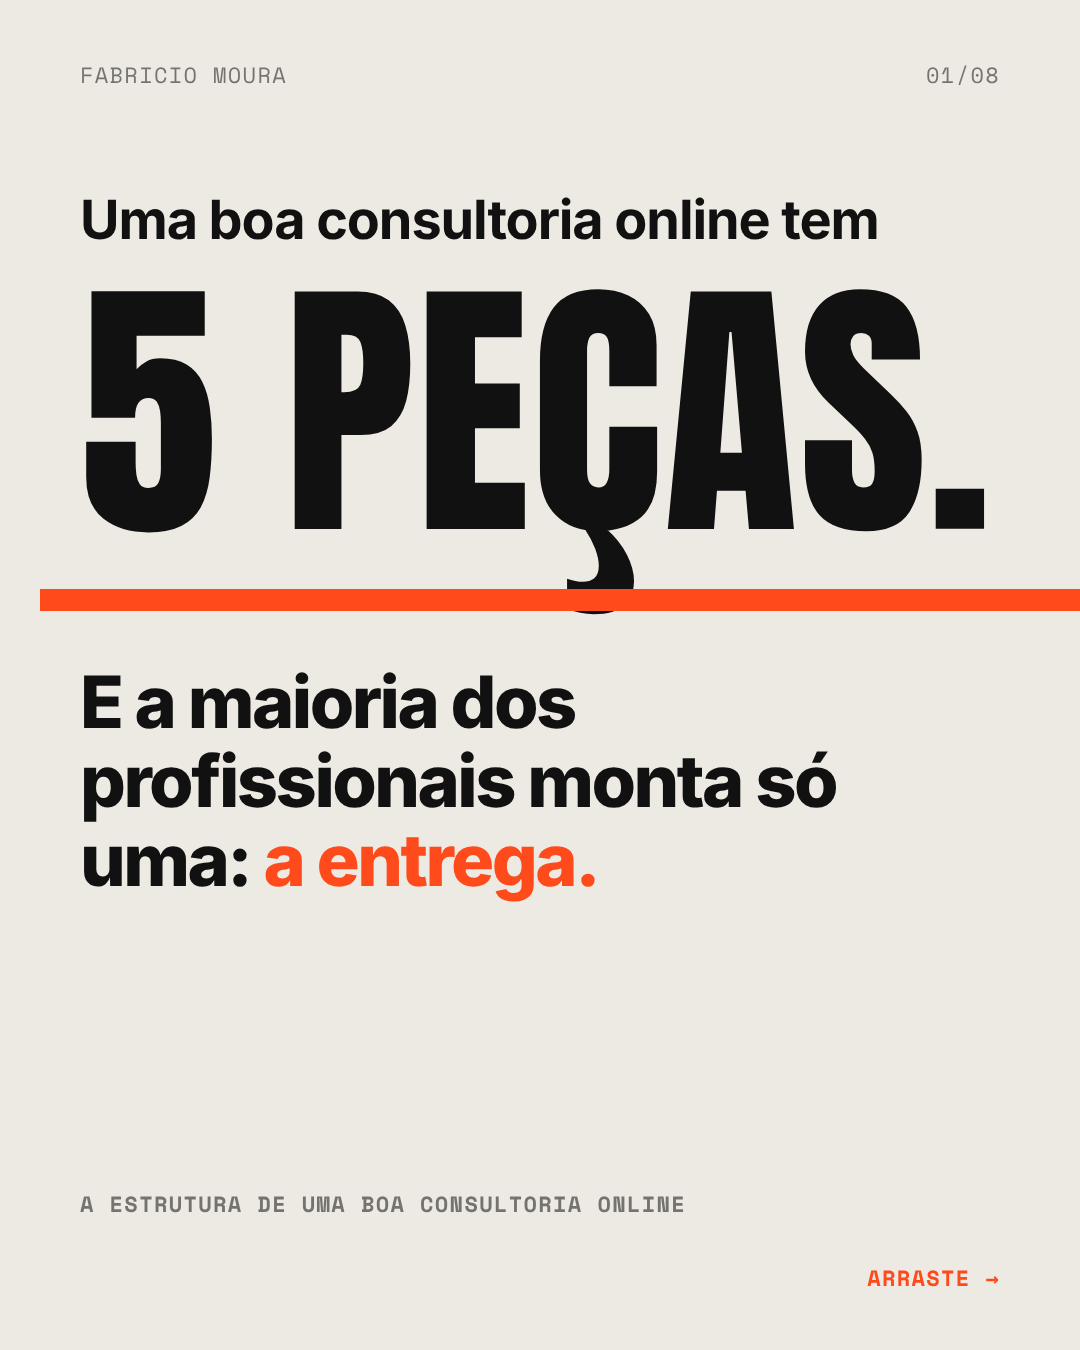 FABRICIO MOURA
01/08
Uma boa consultoria online tem
5 PEÇAS.
E a maioria dos
profissionais monta só
uma: a entrega.
A ESTRUTURA DE UMA BOA CONSULTORIA ONLINE
ARRASTE →